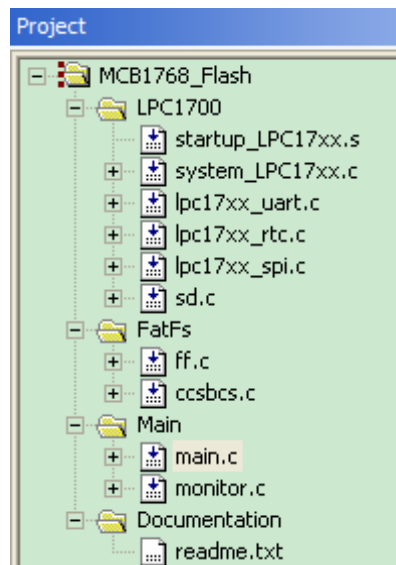 Project
MCB1768_Flash
LPC1700
startup_LPC17xx.s
system_LPC17xx.c
lpc17xx_uart.c
lpc17xx_rtc.c
lpc17xx_spi.c
sd.c
FatFs
ff.c
ccsbcs.c
Main
main.c
monitor.c
Documentation
readme.txt